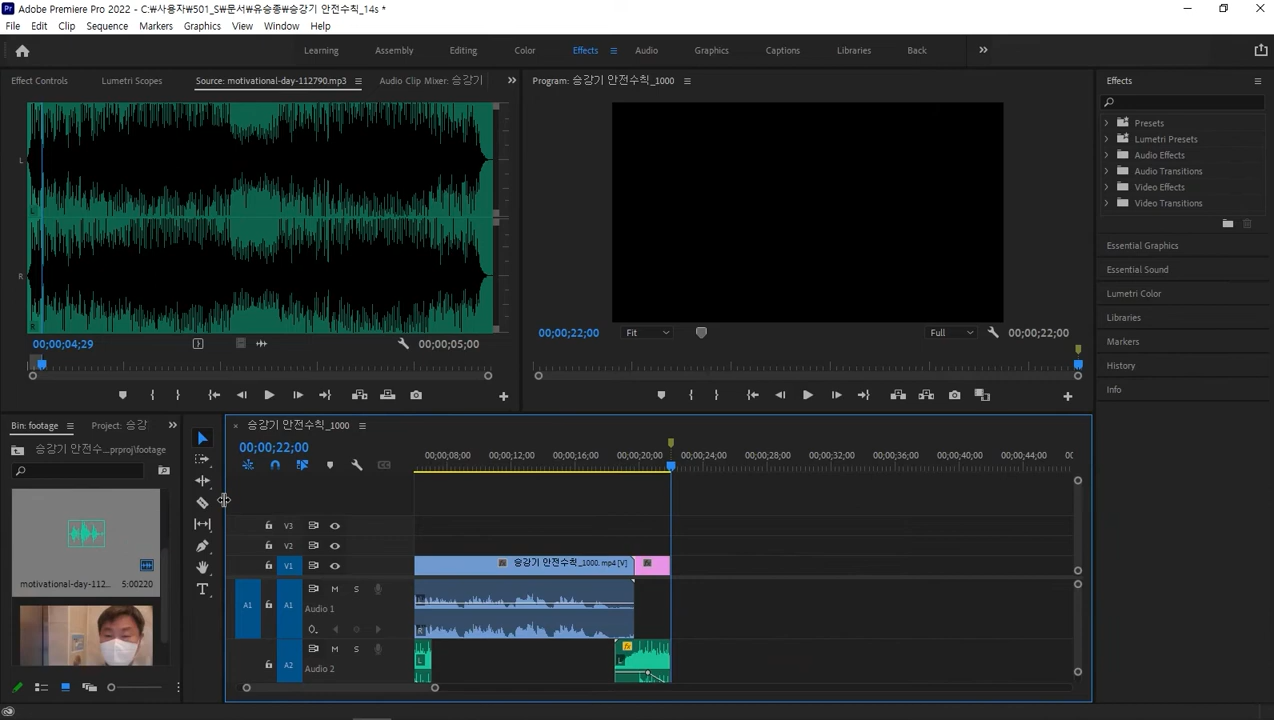 Adobe Premiere Pro 2022 - C:₩사용자₩501_S₩문서₩유승종₩승강기 안전수칙_14s *
File Edit Clip Sequence Markers Graphics View Window Help
Learning Assembly Editing Color Effects Audio Graphics Captions Libraries Back
Effect Controls Lumetri Scopes Source: motivational-day-112790.mp3 Audio Clip Mixer: 승강기
Program: 승강기 안전수칙_1000
Effects
Presets
Lumetri Presets
Audio Effects
Audio Transitions
Video Effects
Video Transitions
Essential Graphics
Essential Sound
Lumetri Color
Libraries
Markers
History
Info
L
R
00;00;04;29 00;00;05;00
00;00;22;00 Fit Full 00;00;22;00
Bin: footage Project: 승강
승강기 안전수...prproj\footage
motivational-day-112... 5:00220
승강기 안전수칙_1000
00;00;22;00
00;00;08;00 00;00;12;00 00;00;16;00 00;00;20;00 00;00;24;00 00;00;28;00 00;00;32;00 00;00;36;00 00;00;40;00 00;00;44;00 00
V3
V2
V1 승강기 안전수칙_1000.mp4 [V]
A1 A1 M S
Audio 1
R
A2 M S
Audio 2
L L